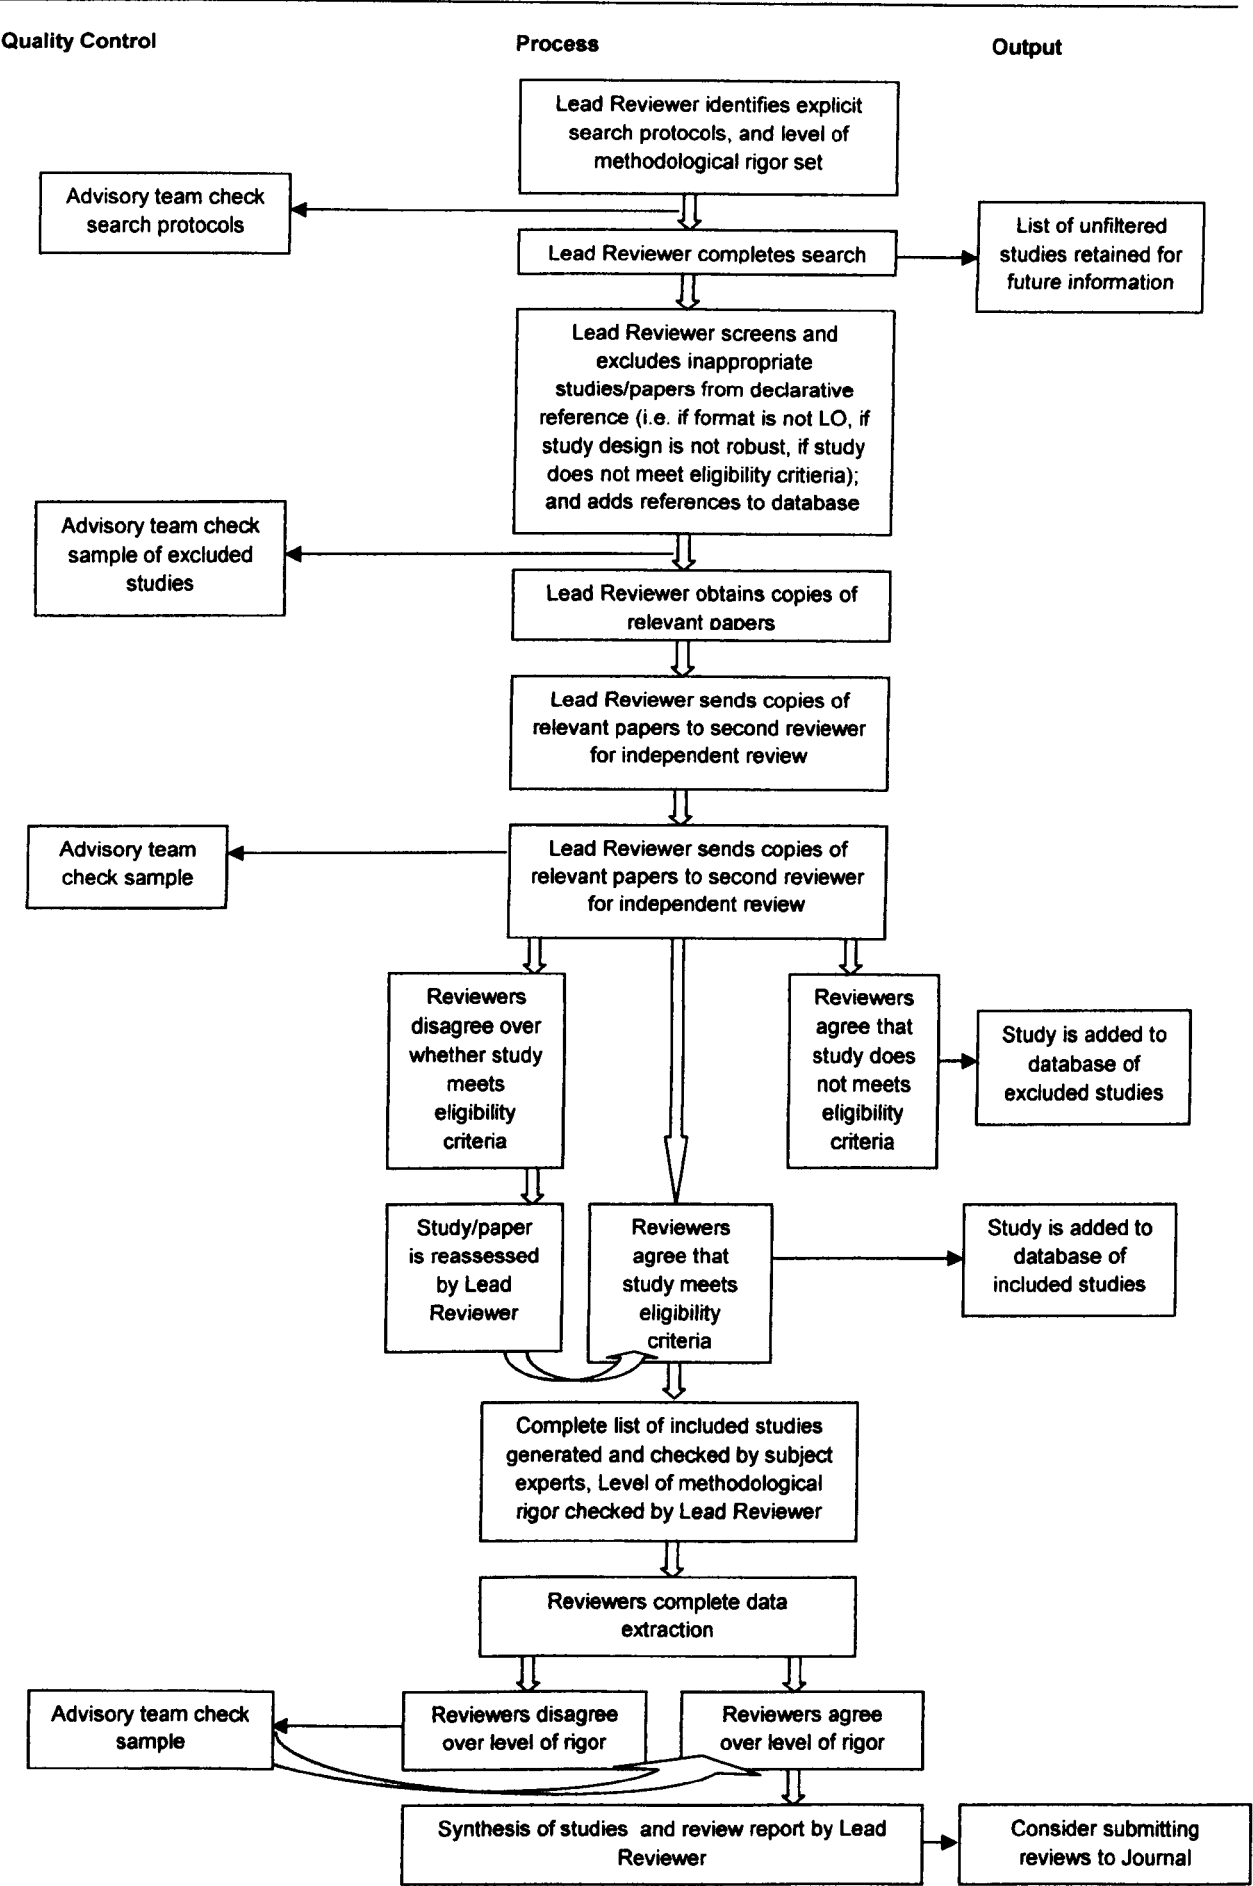 Quality Control
Process
Output
Lead Reviewer identifies explicit
search protocols, and level of
methodological rigor set
Advisory team check
search protocols
Lead Reviewer completes search
List of unfiltered
studies retained for
future information
Lead Reviewer screens and
excludes inappropriate
studies/papers from declarative
reference (i.e. if format is not LO, if
study design is not robust, if study
does not meet eligibility critieria);
and adds references to database
Advisory team check
sample of excluded
studies
Lead Reviewer obtains copies of
relevant papers
Lead Reviewer sends copies of
relevant papers to second reviewer
for independent review
Advisory team
check sample
Lead Reviewer sends copies of
relevant papers to second reviewer
for independent review
Reviewers
disagree over
whether study
meets
eligibility
criteria
Reviewers
agree that
study does
not meets
eligibility
criteria
Study is added to
database of
excluded studies
Study/paper
is reassessed
by Lead
Reviewer
Reviewers
agree that
study meets
eligibility
criteria
Study is added to
database of
included studies
Complete list of included studies
generated and checked by subject
experts, Level of methodological
rigor checked by Lead Reviewer
Reviewers complete data
extraction
Advisory team check
sample
Reviewers disagree
over level of rigor
Reviewers agree
over level of rigor
Synthesis of studies and review report by Lead
Reviewer
Consider submitting
reviews to Journal